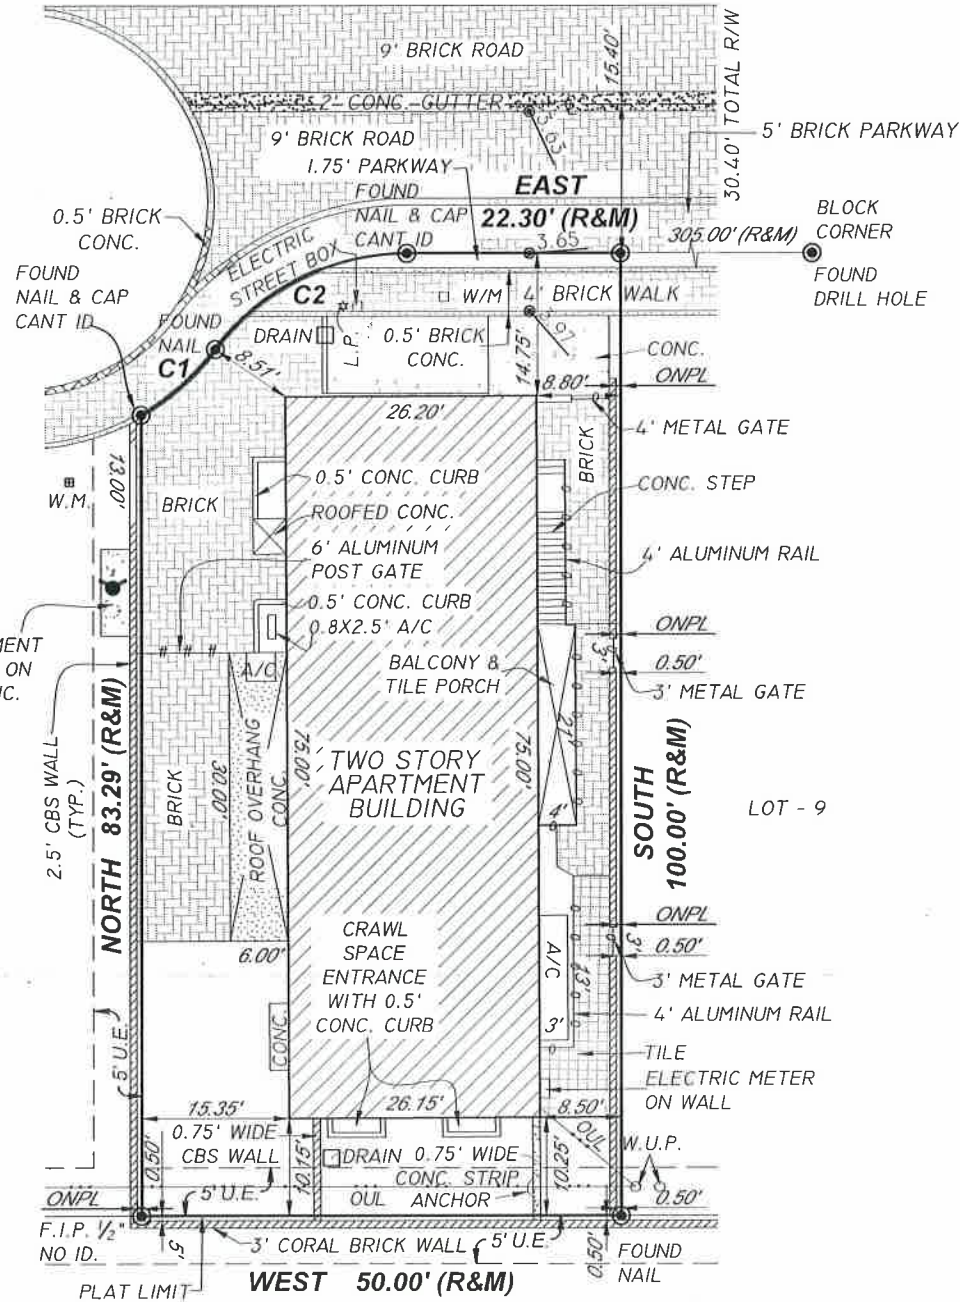 9' BRICK ROAD
15.40'
30.40' TOTAL R/W
2' CONC. GUTTER
9' BRICK ROAD
3.63
5' BRICK PARKWAY
1.75' PARKWAY
EAST
22.30' (R&M)
FOUND
NAIL & CAP
CANT ID
0.5' BRICK
CONC.
3.65
305.00' (R&M)
BLOCK
CORNER
FOUND
DRILL HOLE
FOUND
NAIL & CAP
CANT ID
ELECTRIC
STREET BOX
C2
W/M
4' BRICK WALK
FOUND
NAIL
C1
8.51'
DRAIN
L.P.
0.5' BRICK
CONC.
14.75'
3.97
CONC.
ONPL
8.80'
26.20'
4' METAL GATE
13.00'
W.M.
BRICK
0.5' CONC. CURB
ROOFED CONC.
6' ALUMINUM
POST GATE
BRICK
CONC. STEP
4' ALUMINUM RAIL
0.5' CONC. CURB
0.8X2.5' A/C
MENT
ON
A/C
BALCONY &
TILE PORCH
ONPL
3'
0.50'
3' METAL GATE
2.5' CBS WALL
(TYP.)
NORTH 83.29' (R&M)
BRICK
30.00'
ROOF OVERHANG
CONC.
75.00'
TWO STORY
APARTMENT
BUILDING
75.00'
21'
4'
SOUTH
100.00' (R&M)
LOT - 9
6.00'
CRAWL
SPACE
ENTRANCE
WITH 0.5'
CONC. CURB
A/C
3'
13'
ONPL
3'
0.50'
3' METAL GATE
4' ALUMINUM RAIL
CONC.
5' U.E.
TILE
ELECTRIC METER
ON WALL
15.35'
26.15'
8.50'
0.75' WIDE
CBS WALL
0.50'
10.15'
DRAIN
0.75' WIDE
CONC. STRIP
10.25'
OUL
W.U.P.
ONPL
5' U.E.
OUL
ANCHOR
0.50'
F.I.P. 1/2"
NO ID.
5'
3' CORAL BRICK WALL
5' U.E.
0.50'
FOUND
NAIL
PLAT LIMIT
WEST 50.00' (R&M)